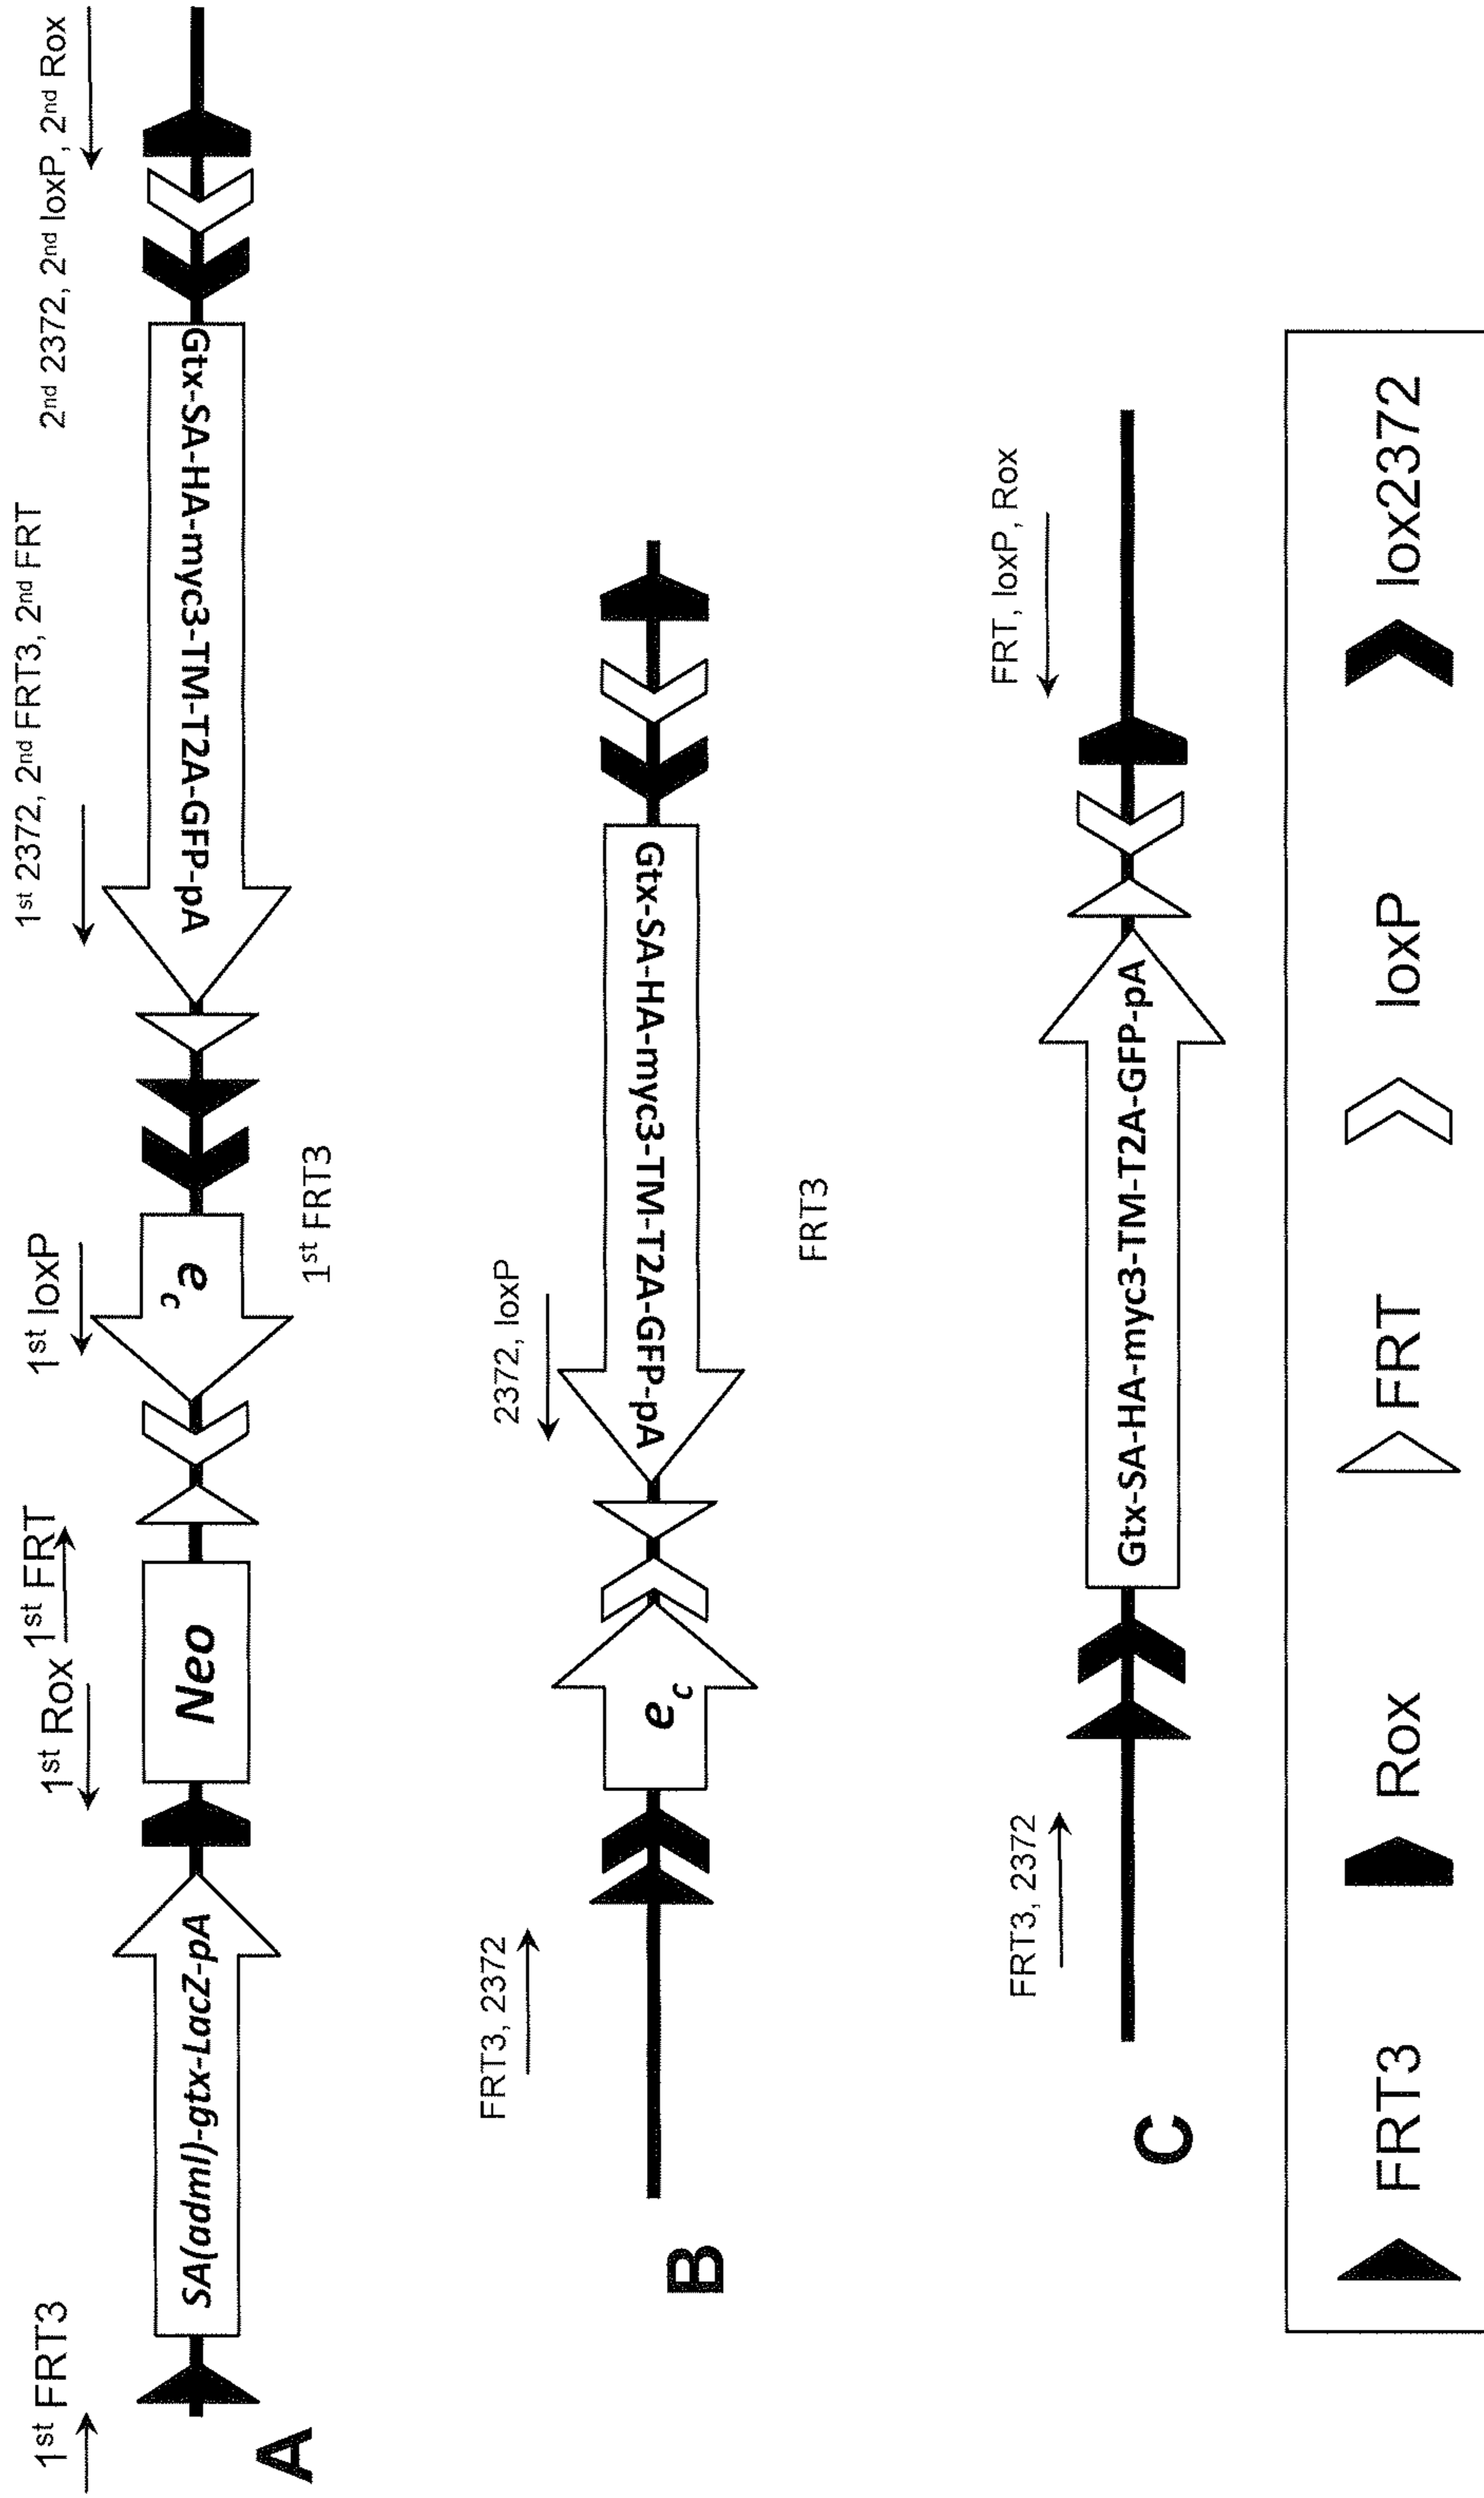 1st FRT3
1st Rox
1st FRT
1st loxP
1st 2372, 2nd FRT3, 2nd FRT
2nd 2372, 2nd loxP, 2nd Rox
SA(adml)-gtx-LacZ-pA
Neo
ec
Gtx-SA-HA-myc3-TM-T2A-GFP-pA
A
1st FRT3
FRT3, 2372
2372, loxP
ec
Gtx-SA-HA-myc3-TM-T2A-GFP-pA
B
FRT3
FRT3, 2372
FRT, loxP, Rox
Gtx-SA-HA-myc3-TM-T2A-GFP-pA
C
FRT3
Rox
FRT
loxP
lox2372